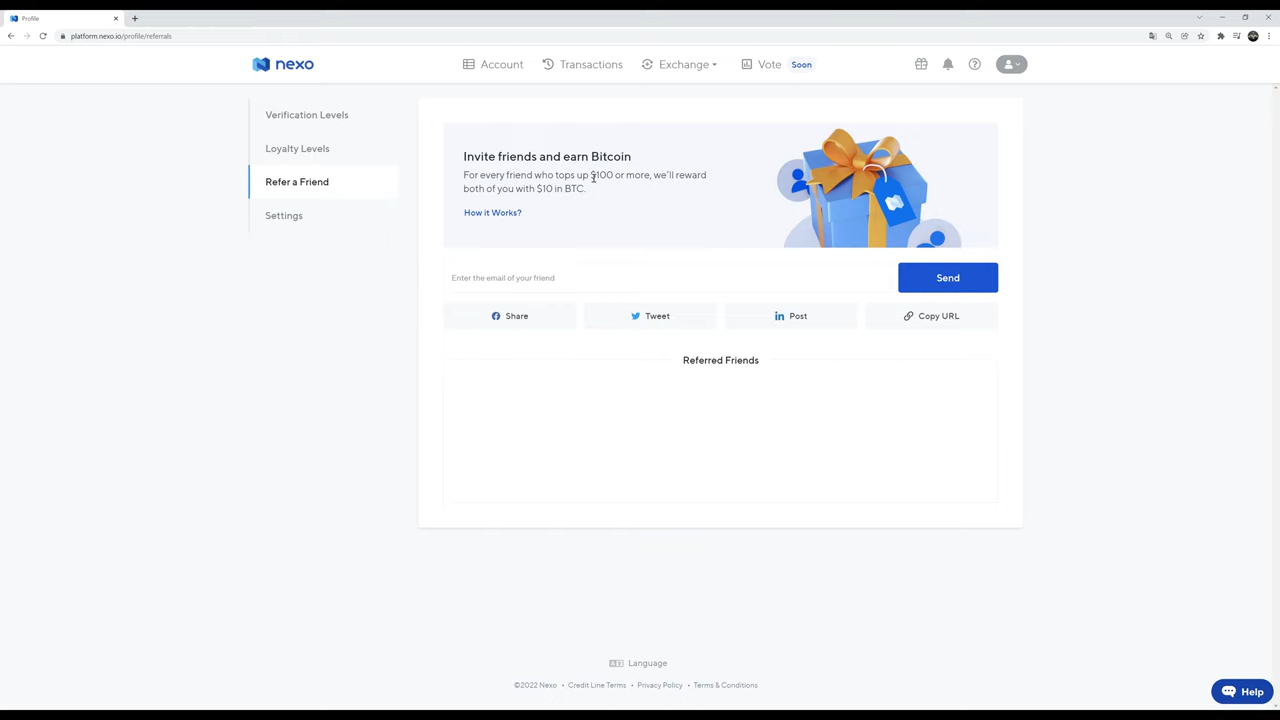 Profile
platform.nexo.io/profile/referrals
nexo
Account
Transactions
Exchange
Vote
Soon
Verification Levels
Loyalty Levels
Refer a Friend
Settings
Invite friends and earn Bitcoin
For every friend who tops up $100 or more, we'll reward
both of you with $10 in BTC.
How it Works?
Enter the email of your friend
Send
Share
Tweet
Post
Copy URL
Referred Friends
Language
©2022 Nexo • Credit Line Terms • Privacy Policy • Terms & Conditions
Help